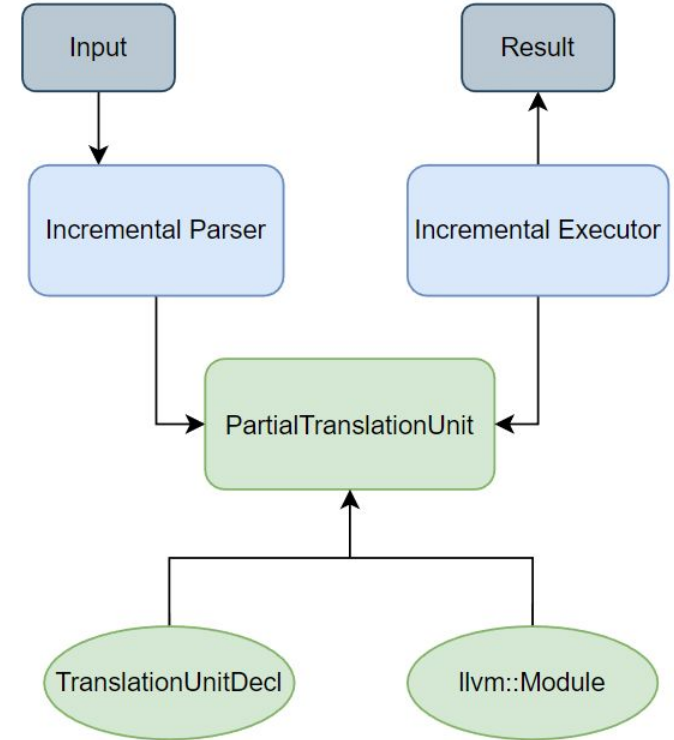 Input
Result
Incremental Parser
Incremental Executor
PartialTranslationUnit
TranslationUnitDecl
llvm::Module